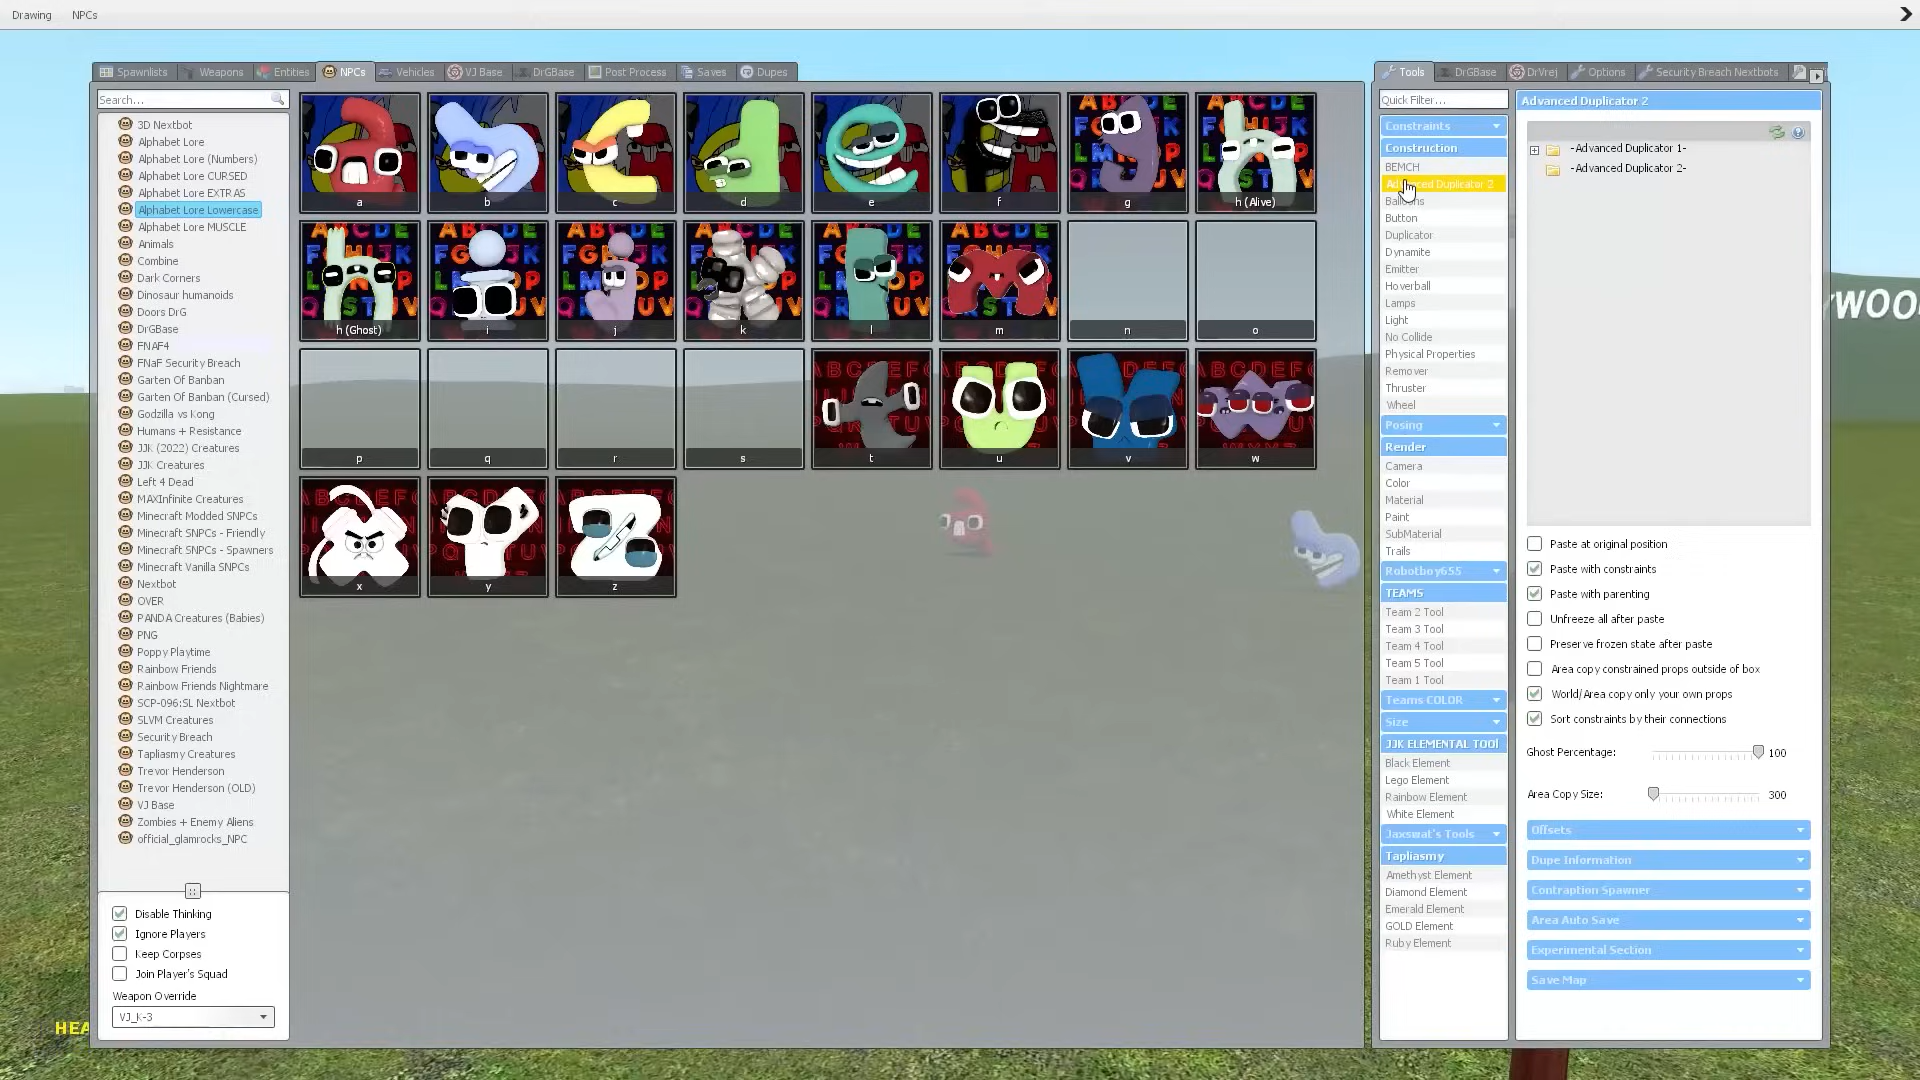 Drawing NPCs
Spawnlists Weapons Entities NPCs Vehicles VJ Base DrGBase Post Process Saves Dupes
Search...
3D Nextbot
Alphabet Lore
Alphabet Lore (Numbers)
Alphabet Lore CURSED
Alphabet Lore EXTRAS
Alphabet Lore Lowercase
Alphabet Lore MUSCLE
Animals
Combine
Dark Corners
Dinosaur humanoids
Doors DrG
DrGBase
FNAF4
FNaF Security Breach
Garten Of Banban
Garten Of Banban (Cursed)
Godzilla vs Kong
Humans + Resistance
JJK (2022) Creatures
JJK Creatures
Left 4 Dead
MAXInfinite Creatures
Minecraft Modded SNPCs
Minecraft SNPCs - Friendly
Minecraft SNPCs - Spawners
Minecraft Vanilla SNPCs
Nextbot
OVER
PANDA Creatures (Babies)
PNG
Poppy Playtime
Rainbow Friends
Rainbow Friends Nightmare
SCP-096:SL Nextbot
SLVM Creatures
Security Breach
Tapliasmy Creatures
Trevor Henderson
Trevor Henderson (OLD)
VJ Base
Zombies + Enemy Aliens
official_glamrocks_NPC
Disable Thinking
Ignore Players
Keep Corpses
Join Player's Squad
Weapon Override
VJ_K-3
HEA
a b c d e f g h (Alive)
h (Ghost) i j k l m n o
p q r s t u v w
x y z
Tools DrGBase DrVrej Options Security Breach Nextbots
Quick Filter...
Constraints
Construction
BEMCH
Advanced Duplicator 2
Balloons
Button
Duplicator
Dynamite
Emitter
Hoverball
Lamps
Light
No Collide
Physical Properties
Remover
Thruster
Wheel
Posing
Render
Camera
Color
Material
Paint
SubMaterial
Trails
Robotboy655
TEAMS
Team 2 Tool
Team 3 Tool
Team 4 Tool
Team 5 Tool
Team 1 Tool
Teams COLOR
Size
JJK ELEMENTAL TOOl
Black Element
Lego Element
Rainbow Element
White Element
Jaxswat's Tools
Tapliasmy
Amethyst Element
Diamond Element
Emerald Element
GOLD Element
Ruby Element
Advanced Duplicator 2
-Advanced Duplicator 1-
-Advanced Duplicator 2-
Paste at original position
Paste with constraints
Paste with parenting
Unfreeze all after paste
Preserve frozen state after paste
Area copy constrained props outside of box
World/Area copy only your own props
Sort constraints by their connections
Ghost Percentage: 100
Area Copy Size: 300
Offsets
Dupe Information
Contraption Spawner
Area Auto Save
Experimental Section
Save Map
YWOO